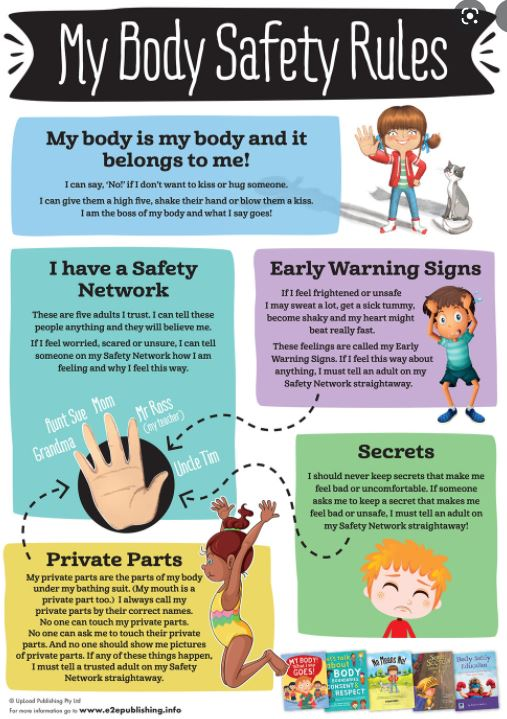 My Body Safety Rules
My body is my body and it
belongs to me!
I can say, ‘No!’ if I don’t want to kiss or hug someone.
I can give them a high five, shake their hand or blow them a kiss.
I am the boss of my body and what I say goes!
I have a Safety
Network
These are five adults I trust. I can tell these
people anything and they will believe me.
If I feel worried, scared or unsure, I can tell
someone on my Safety Network how I am
feeling and why I feel this way.
Grandma
Aunt Sue
Mom
Mr Ross
(my teacher)
Uncle Tim
Early Warning Signs
If I feel frightened or unsafe
I may sweat a lot, get a sick tummy,
become shaky and my heart might
beat really fast.
These feelings are called my Early
Warning Signs. If I feel this way about
anything, I must tell an adult on my
Safety Network straightaway.
Secrets
I should never keep secrets that make me
feel bad or uncomfortable. If someone
asks me to keep a secret that makes me
feel bad or unsafe, I must tell an adult on
my Safety Network straightaway!
Private Parts
My private parts are the parts of my body
under my bathing suit. (My mouth is a
private part too.) I always call my
private parts by their correct names.
No one can touch my private parts.
No one can ask me to touch their private
parts. And no one should show me pictures
of private parts. If any of these things happen,
I must tell a trusted adult on my Safety
Network straightaway.
MY BODY!
What I Say
GOES!
Let's talk
about
BODY
BOUNDARIES
CONSENT &
RESPECT
No Means No!
Body Safety
Education
© UpLoad Publishing Pty Ltd
For more information go to www.e2epublishing.info